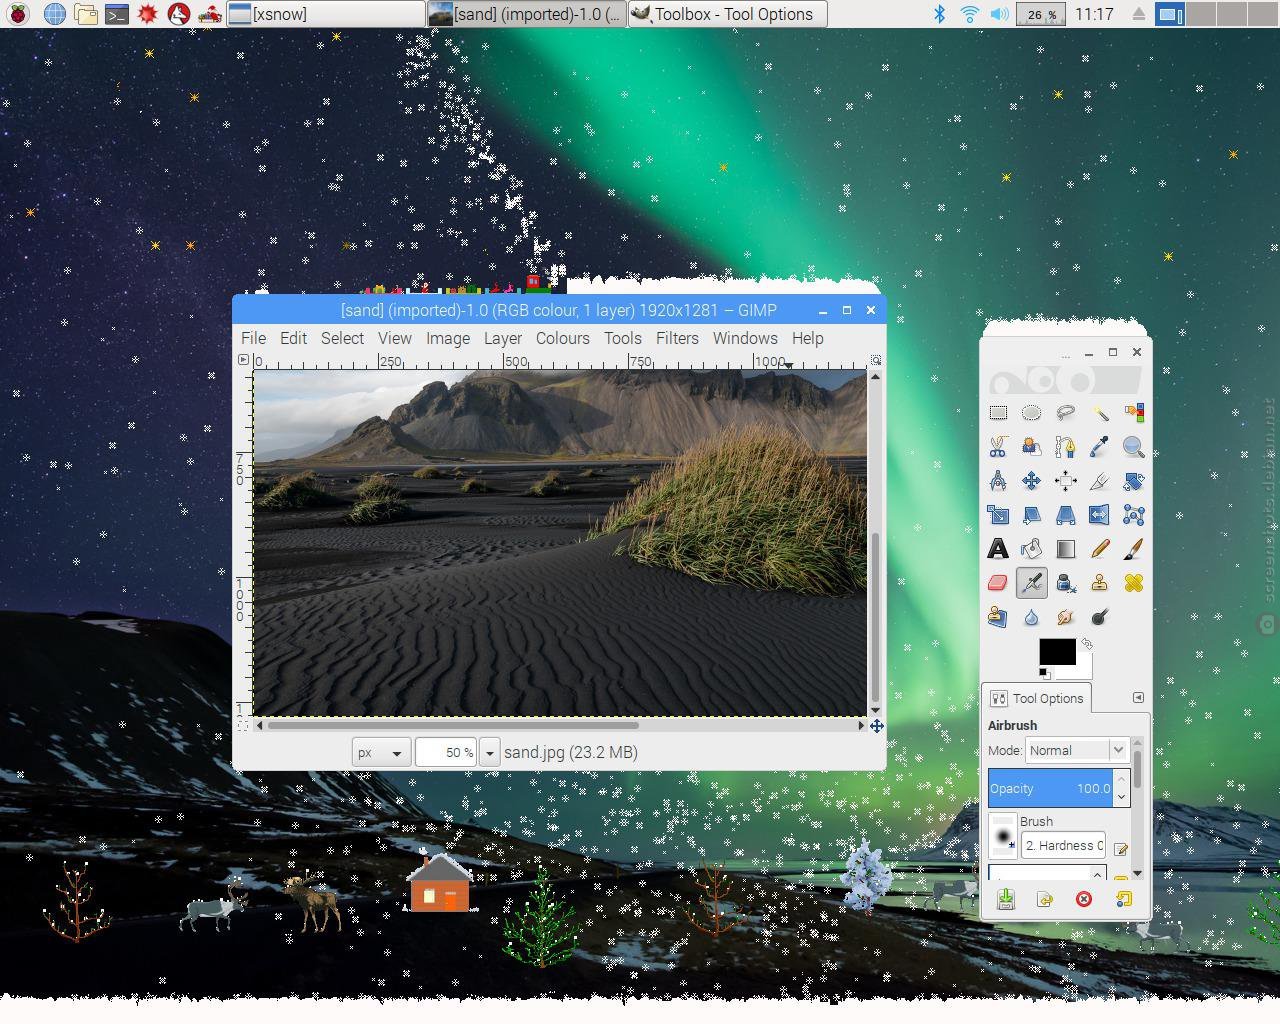 [xsnow]
[sand] (imported)-1.0 (...
Toolbox - Tool Options
26 %
11:17
[sand] (imported)-1.0 (RGB colour, 1 layer) 1920x1281 – GIMP
File Edit Select View Image Layer Colours Tools Filters Windows Help
0 250 500 750 1000
750
1000
1
px
50 %
sand.jpg (23.2 MB)
...
Tool Options
Airbrush
Mode: Normal
Opacity 100.0
Brush
2. Hardness 0
screenshots.debian.net